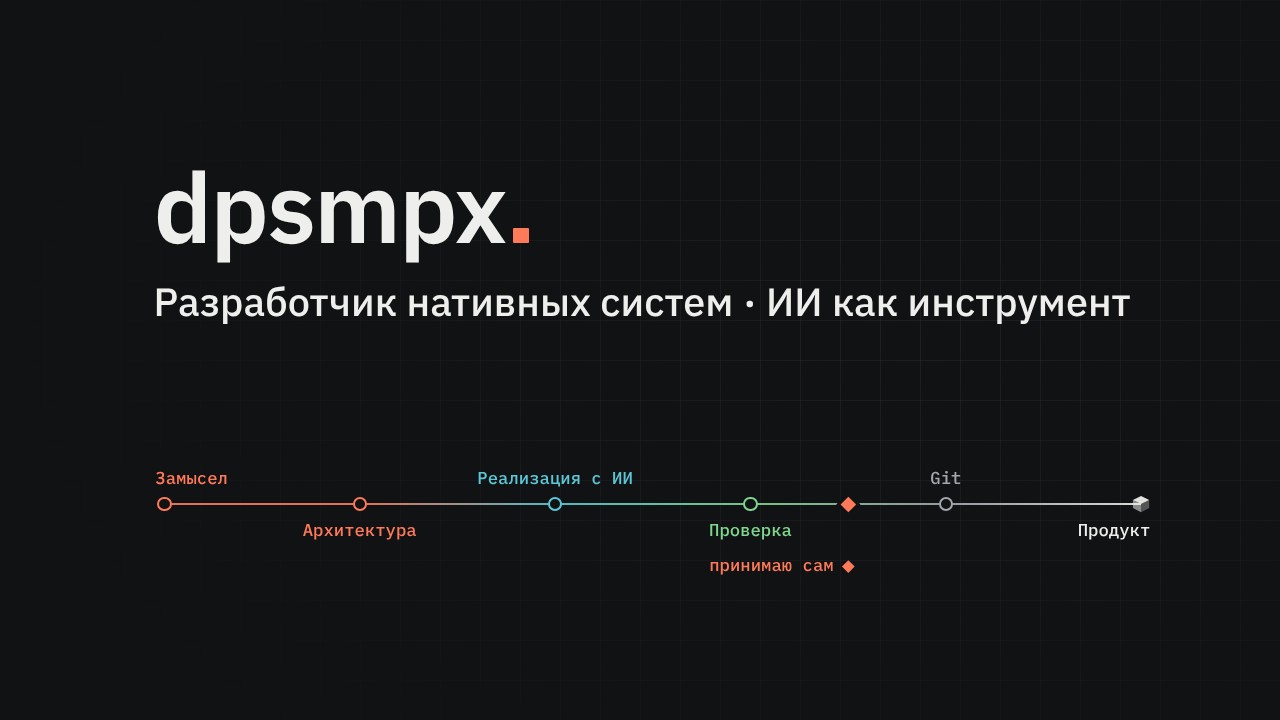 dpsmpx.
Разработчик нативных систем · ИИ как инструмент
Замысел
Архитектура
Реализация с ИИ
Проверка
принимаю сам ◆
Git
Продукт